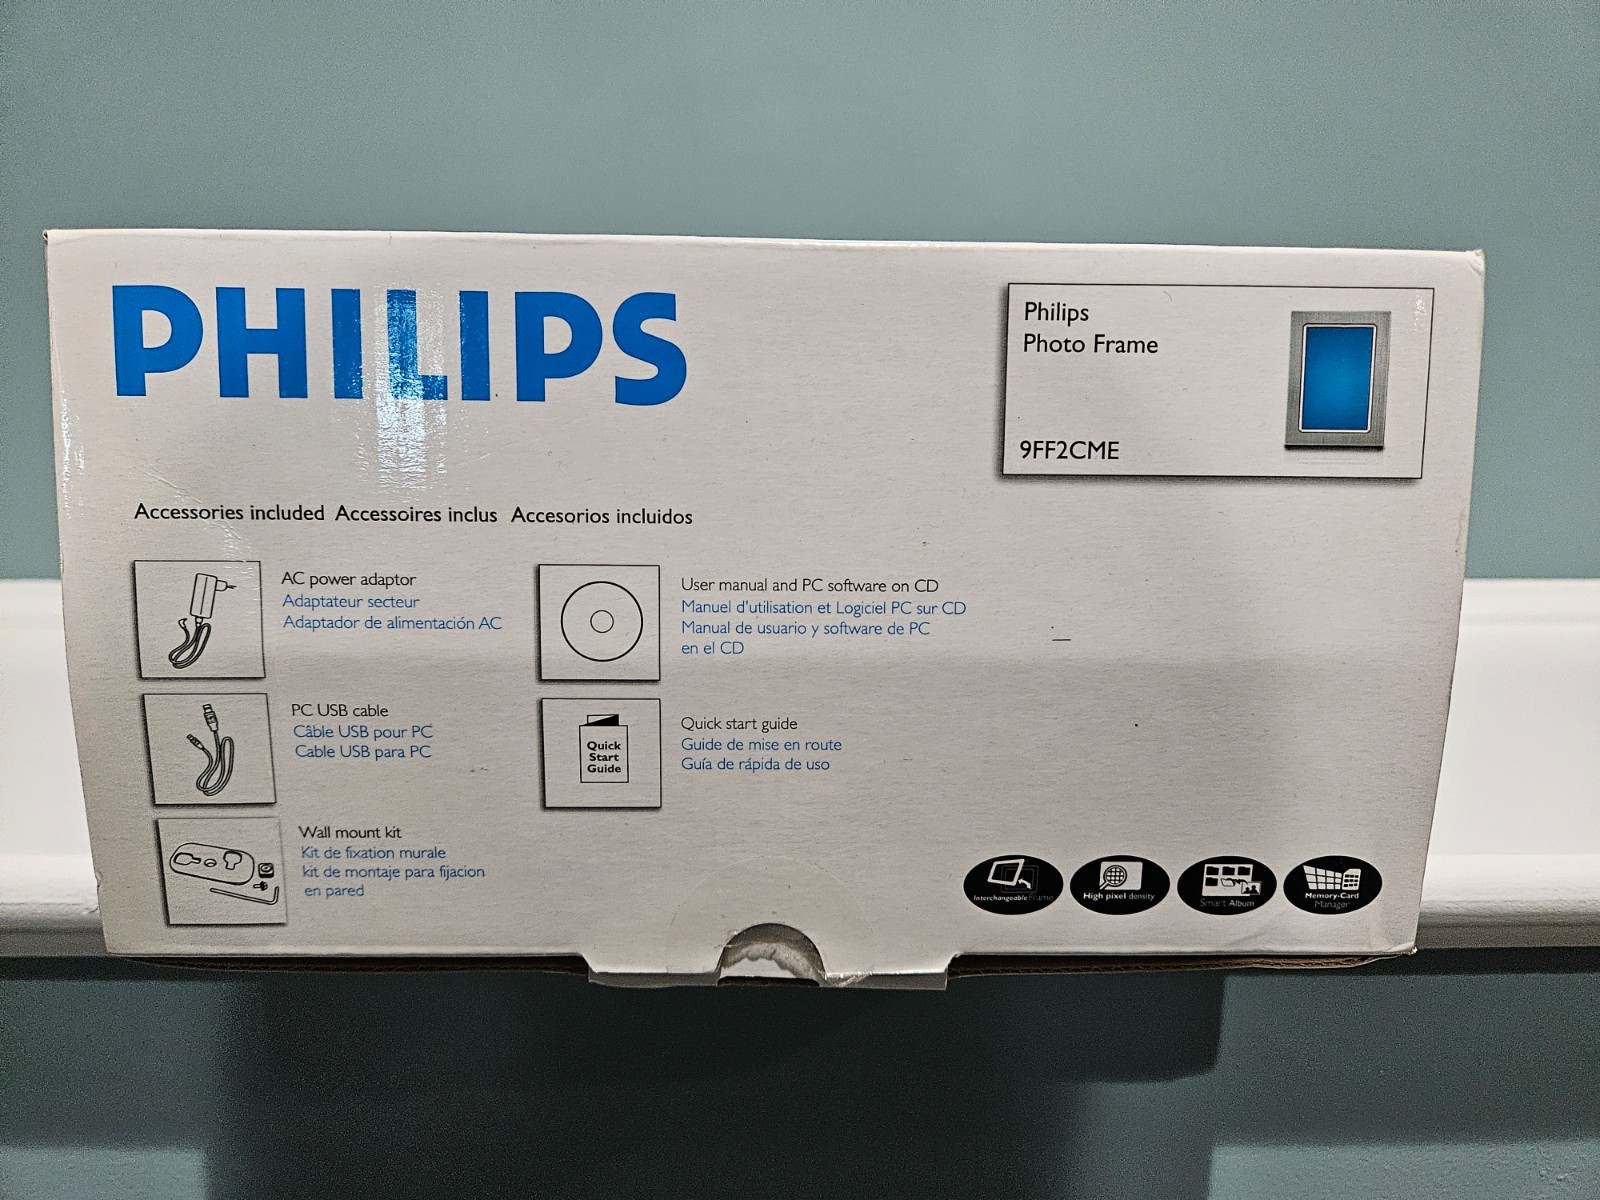 PHILIPS
Philips
Photo Frame
9FF2CME
Accessories included Accessoires inclus Accesorios incluidos
AC power adaptor
Adaptateur secteur
Adaptador de alimentación AC
User manual and PC software on CD
Manuel d'utilisation et Logiciel PC sur CD
Manual de usuario y software de PC
en el CD
PC USB cable
Câble USB pour PC
Cable USB para PC
Quick
Start
Guide
Quick start guide
Guide de mise en route
Guía de rápida de uso
Wall mount kit
Kit de fixation murale
kit de montaje para fijacion
en pared
Interchangeable Frame
High pixel density
Smart Album
Memory-Card
Manager